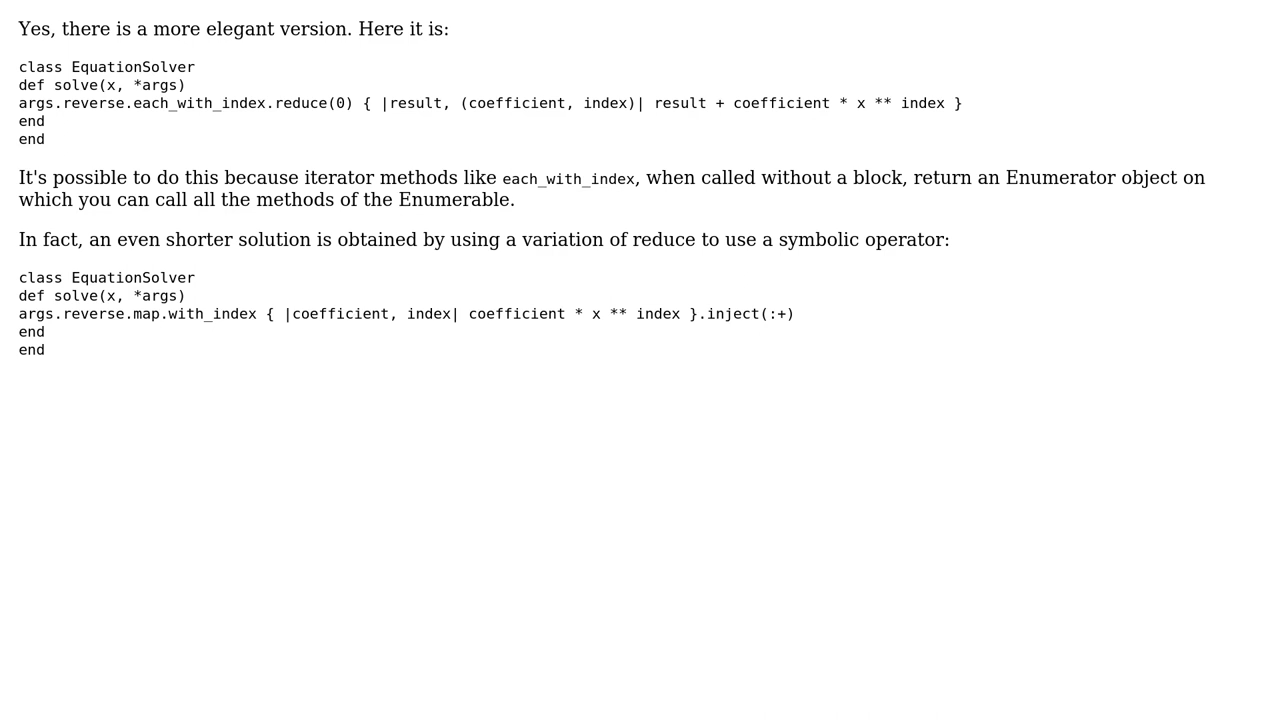 Yes, there is a more elegant version. Here it is:
class EquationSolver
def solve(x, *args)
args.reverse.each_with_index.reduce(0) { |result, (coefficient, index)| result + coefficient * x ** index }
end
end
It's possible to do this because iterator methods like each_with_index, when called without a block, return an Enumerator object on
which you can call all the methods of the Enumerable.
In fact, an even shorter solution is obtained by using a variation of reduce to use a symbolic operator:
class EquationSolver
def solve(x, *args)
args.reverse.map.with_index { |coefficient, index| coefficient * x ** index }.inject(:+)
end
end